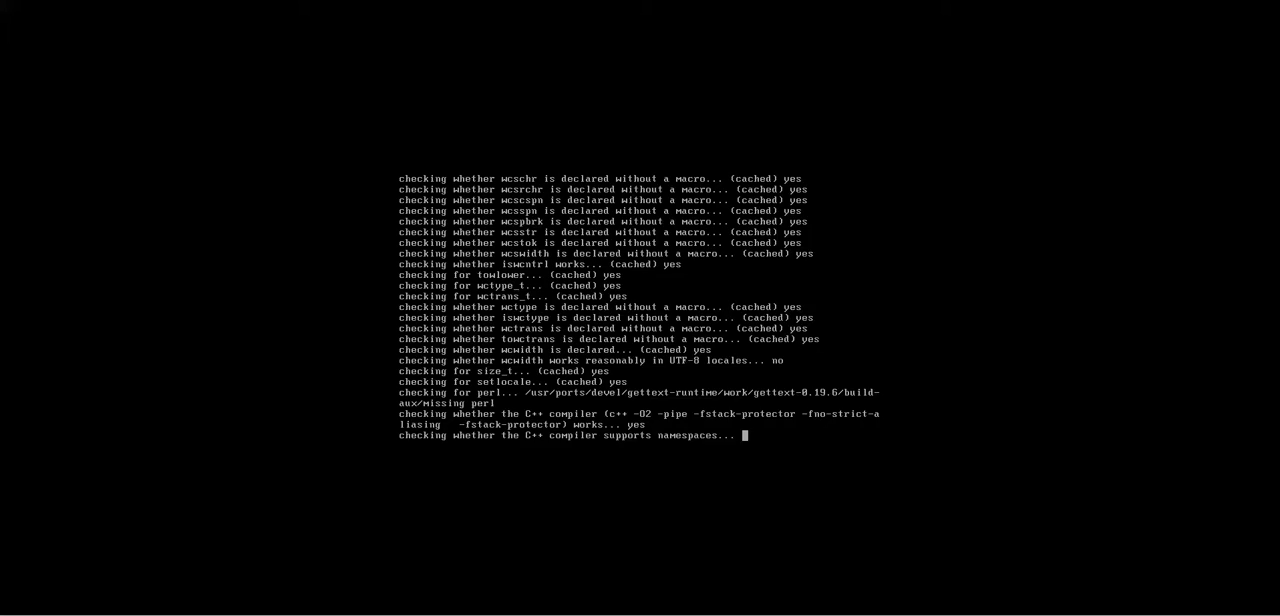 checking whether wcschr is declared without a macro... (cached) yes
checking whether wcsrchr is declared without a macro... (cached) yes
checking whether wcscspn is declared without a macro... (cached) yes
checking whether wcsspn is declared without a macro... (cached) yes
checking whether wcspbrk is declared without a macro... (cached) yes
checking whether wcsstr is declared without a macro... (cached) yes
checking whether wcstok is declared without a macro... (cached) yes
checking whether wcswidth is declared without a macro... (cached) yes
checking whether iswcntrl works... (cached) yes
checking for towlower... (cached) yes
checking for wctype_t... (cached) yes
checking for wctrans_t... (cached) yes
checking whether wctype is declared without a macro... (cached) yes
checking whether iswctype is declared without a macro... (cached) yes
checking whether wctrans is declared without a macro... (cached) yes
checking whether towctrans is declared without a macro... (cached) yes
checking whether wcwidth is declared... (cached) yes
checking whether wcwidth works reasonably in UTF-8 locales... no
checking for size_t... (cached) yes
checking for setlocale... (cached) yes
checking for perl... /usr/ports/devel/gettext-runtime/work/gettext-0.19.6/build-
aux/missing perl
checking whether the C++ compiler (c++ -O2 -pipe -fstack-protector -fno-strict-a
liasing   -fstack-protector) works... yes
checking whether the C++ compiler supports namespaces...